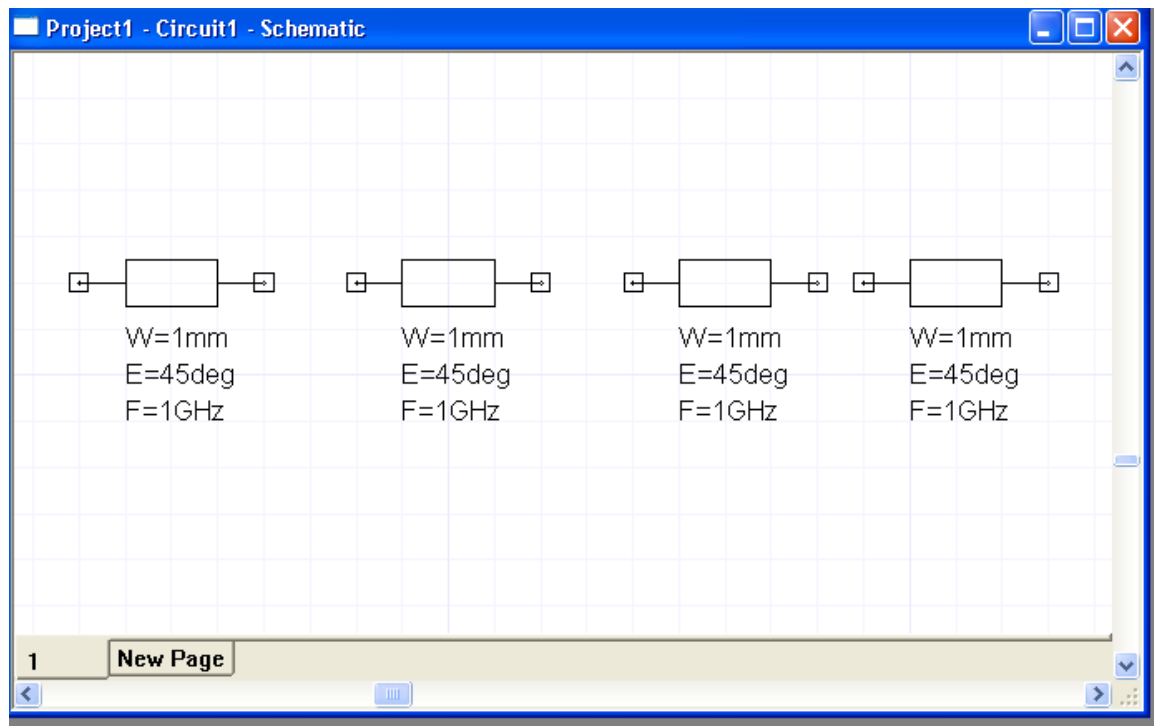 Project1 - Circuit1 - Schematic
W=1mm W=1mm W=1mm W=1mm
E=45deg E=45deg E=45deg E=45deg
F=1GHz F=1GHz F=1GHz F=1GHz
1 New Page